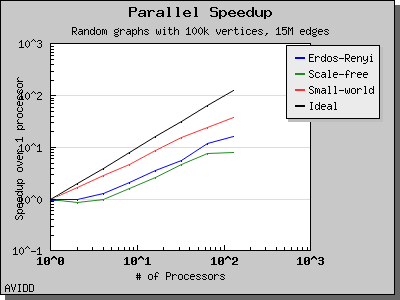 Parallel Speedup
Random graphs with 100k vertices, 15M edges
10^3
10^2
10^1
10^0
10^-1
Speedup over 1 processor
Erdos-Renyi
Scale-free
Small-world
Ideal
10^0 10^1 10^2 10^3
# of Processors
AVIDD